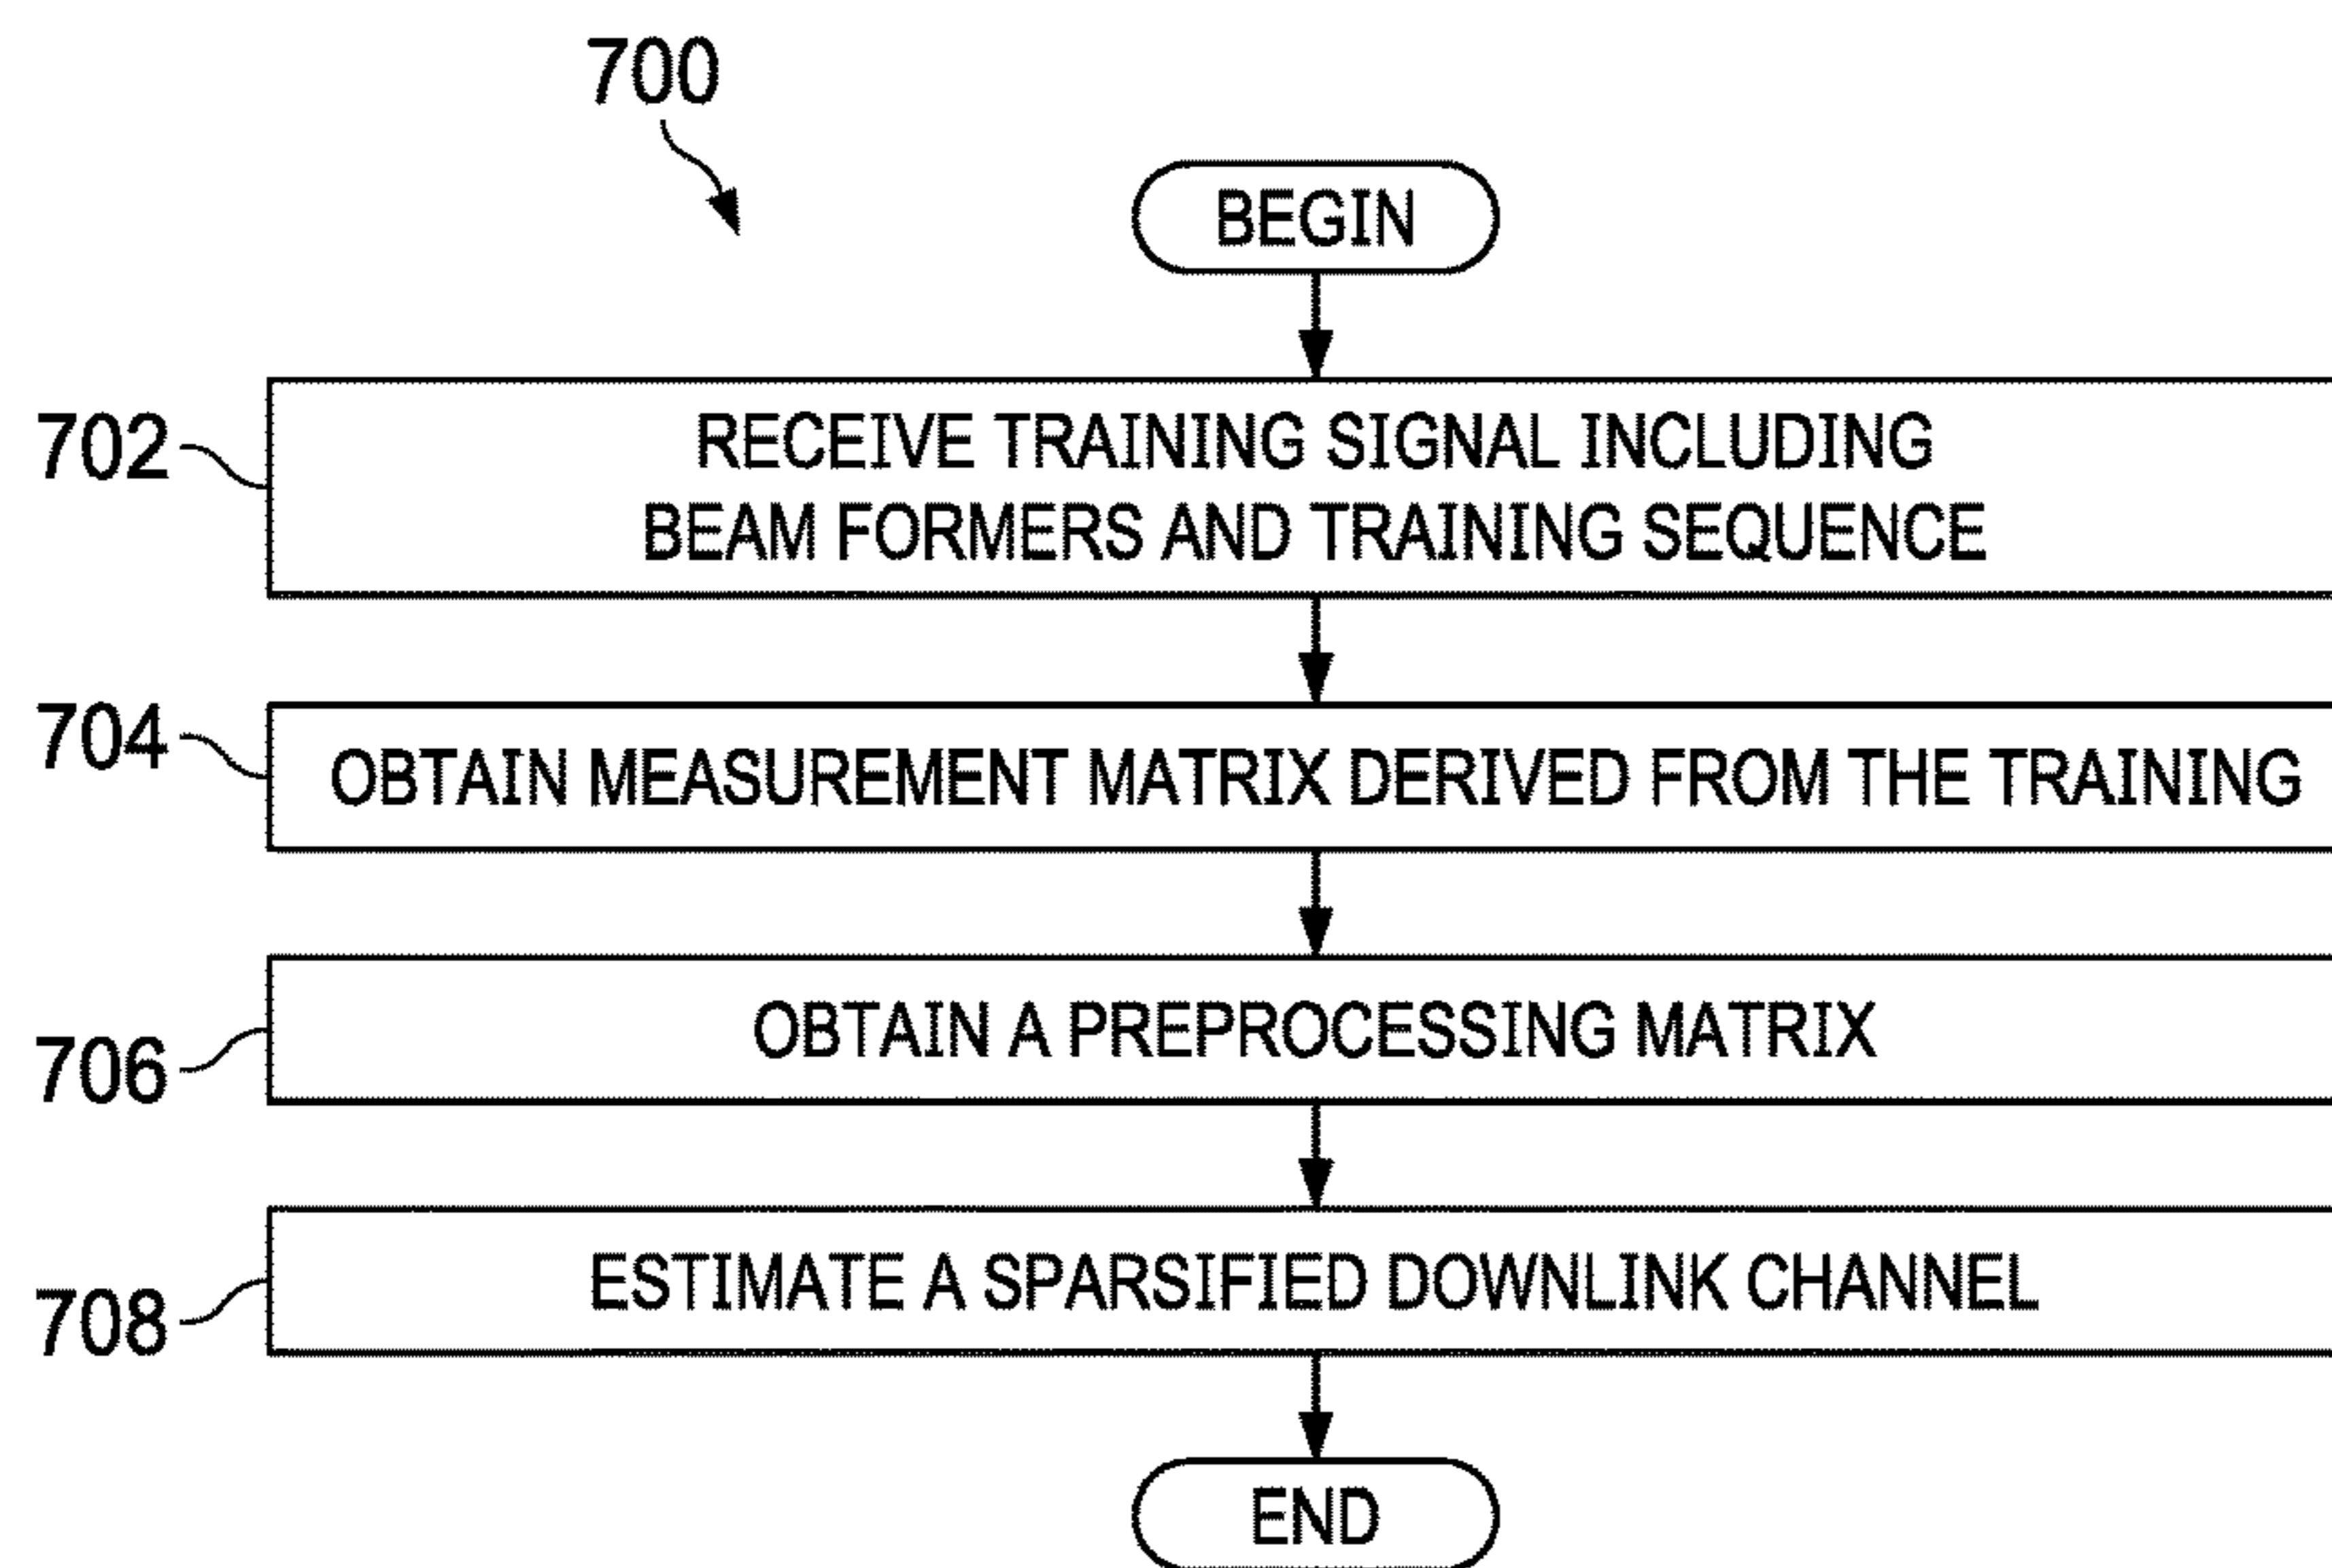 700
BEGIN
702
RECEIVE TRAINING SIGNAL INCLUDING
BEAM FORMERS AND TRAINING SEQUENCE
704
OBTAIN MEASUREMENT MATRIX DERIVED FROM THE TRAINING
706
OBTAIN A PREPROCESSING MATRIX
708
ESTIMATE A SPARSIFIED DOWNLINK CHANNEL
END